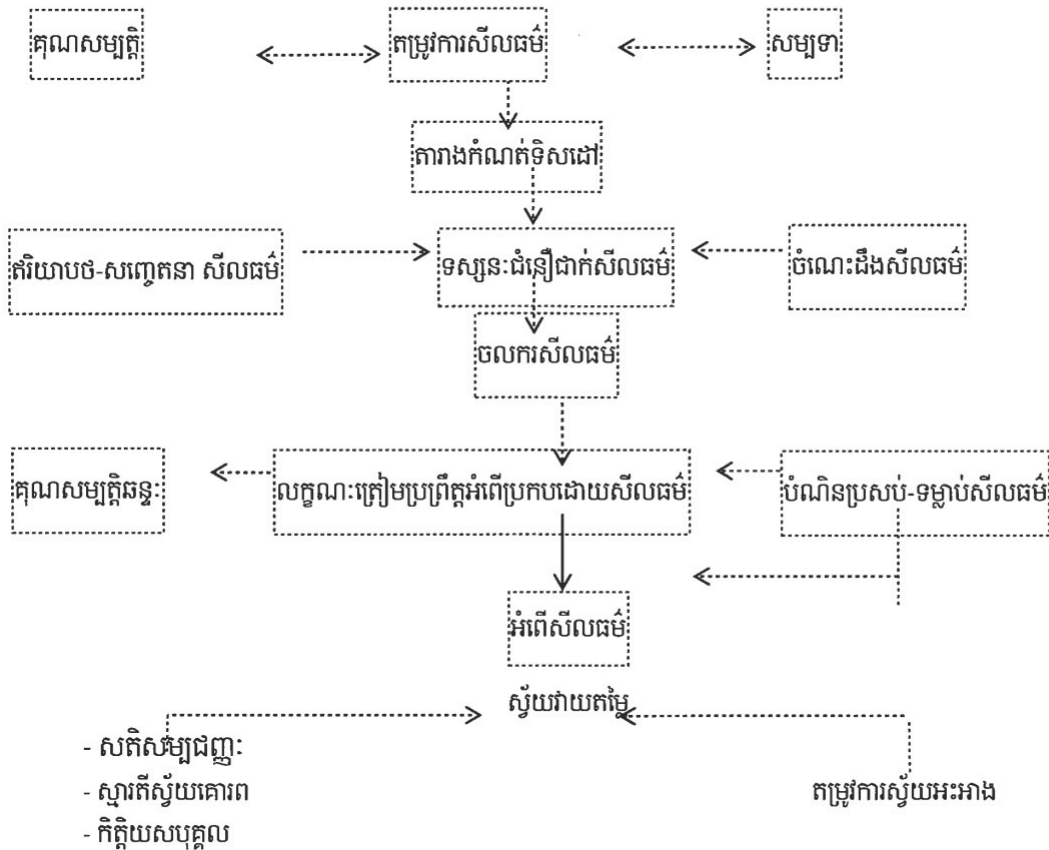 គុណសម្បត្តិ
តម្រូវការសីលធម៌
សម្បទា
តារាងកំណត់ទិសដៅ
ឥរិយាបថ-សញ្ចេតនា សីលធម៌
ទស្សនៈជំនឿជាក់សីលធម៌
ចំណេះដឹងសីលធម៌
ចលករសីលធម៌
គុណសម្បត្តិឆន្ទៈ
លក្ខណៈត្រៀមប្រព្រឹត្តអំពើប្រកបដោយសីលធម៌
បំណិនប្រសប់-ទម្លាប់សីលធម៌
អំពើសីលធម៌
ស្វ័យវាយតម្លៃ
- សតិសម្បជញ្ញៈ
- ស្មារតីស្វ័យគោរព
- កិត្តិយសបុគ្គល
តម្រូវការស្វ័យអះអាង